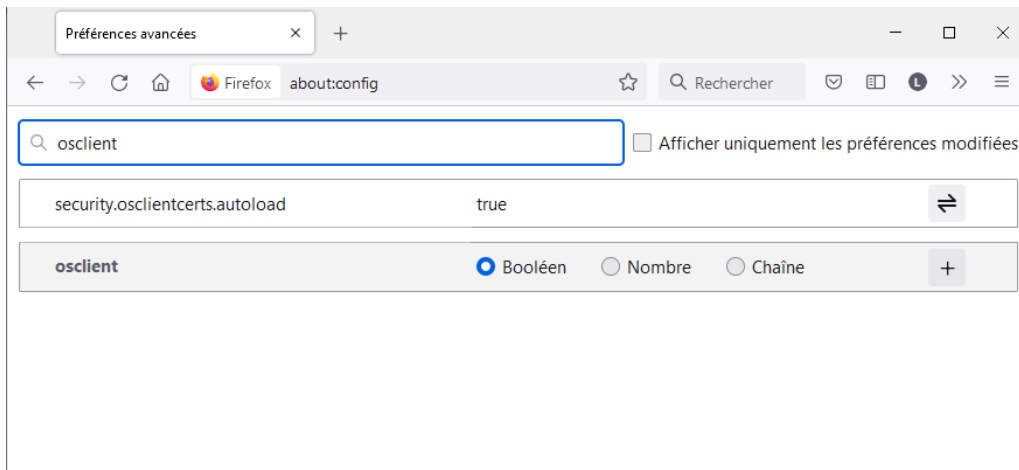 Préférences avancées
Firefox about:config Rechercher L
osclient Afficher uniquement les préférences modifiées
security.osclientcerts.autoload true
osclient Booléen Nombre Chaîne